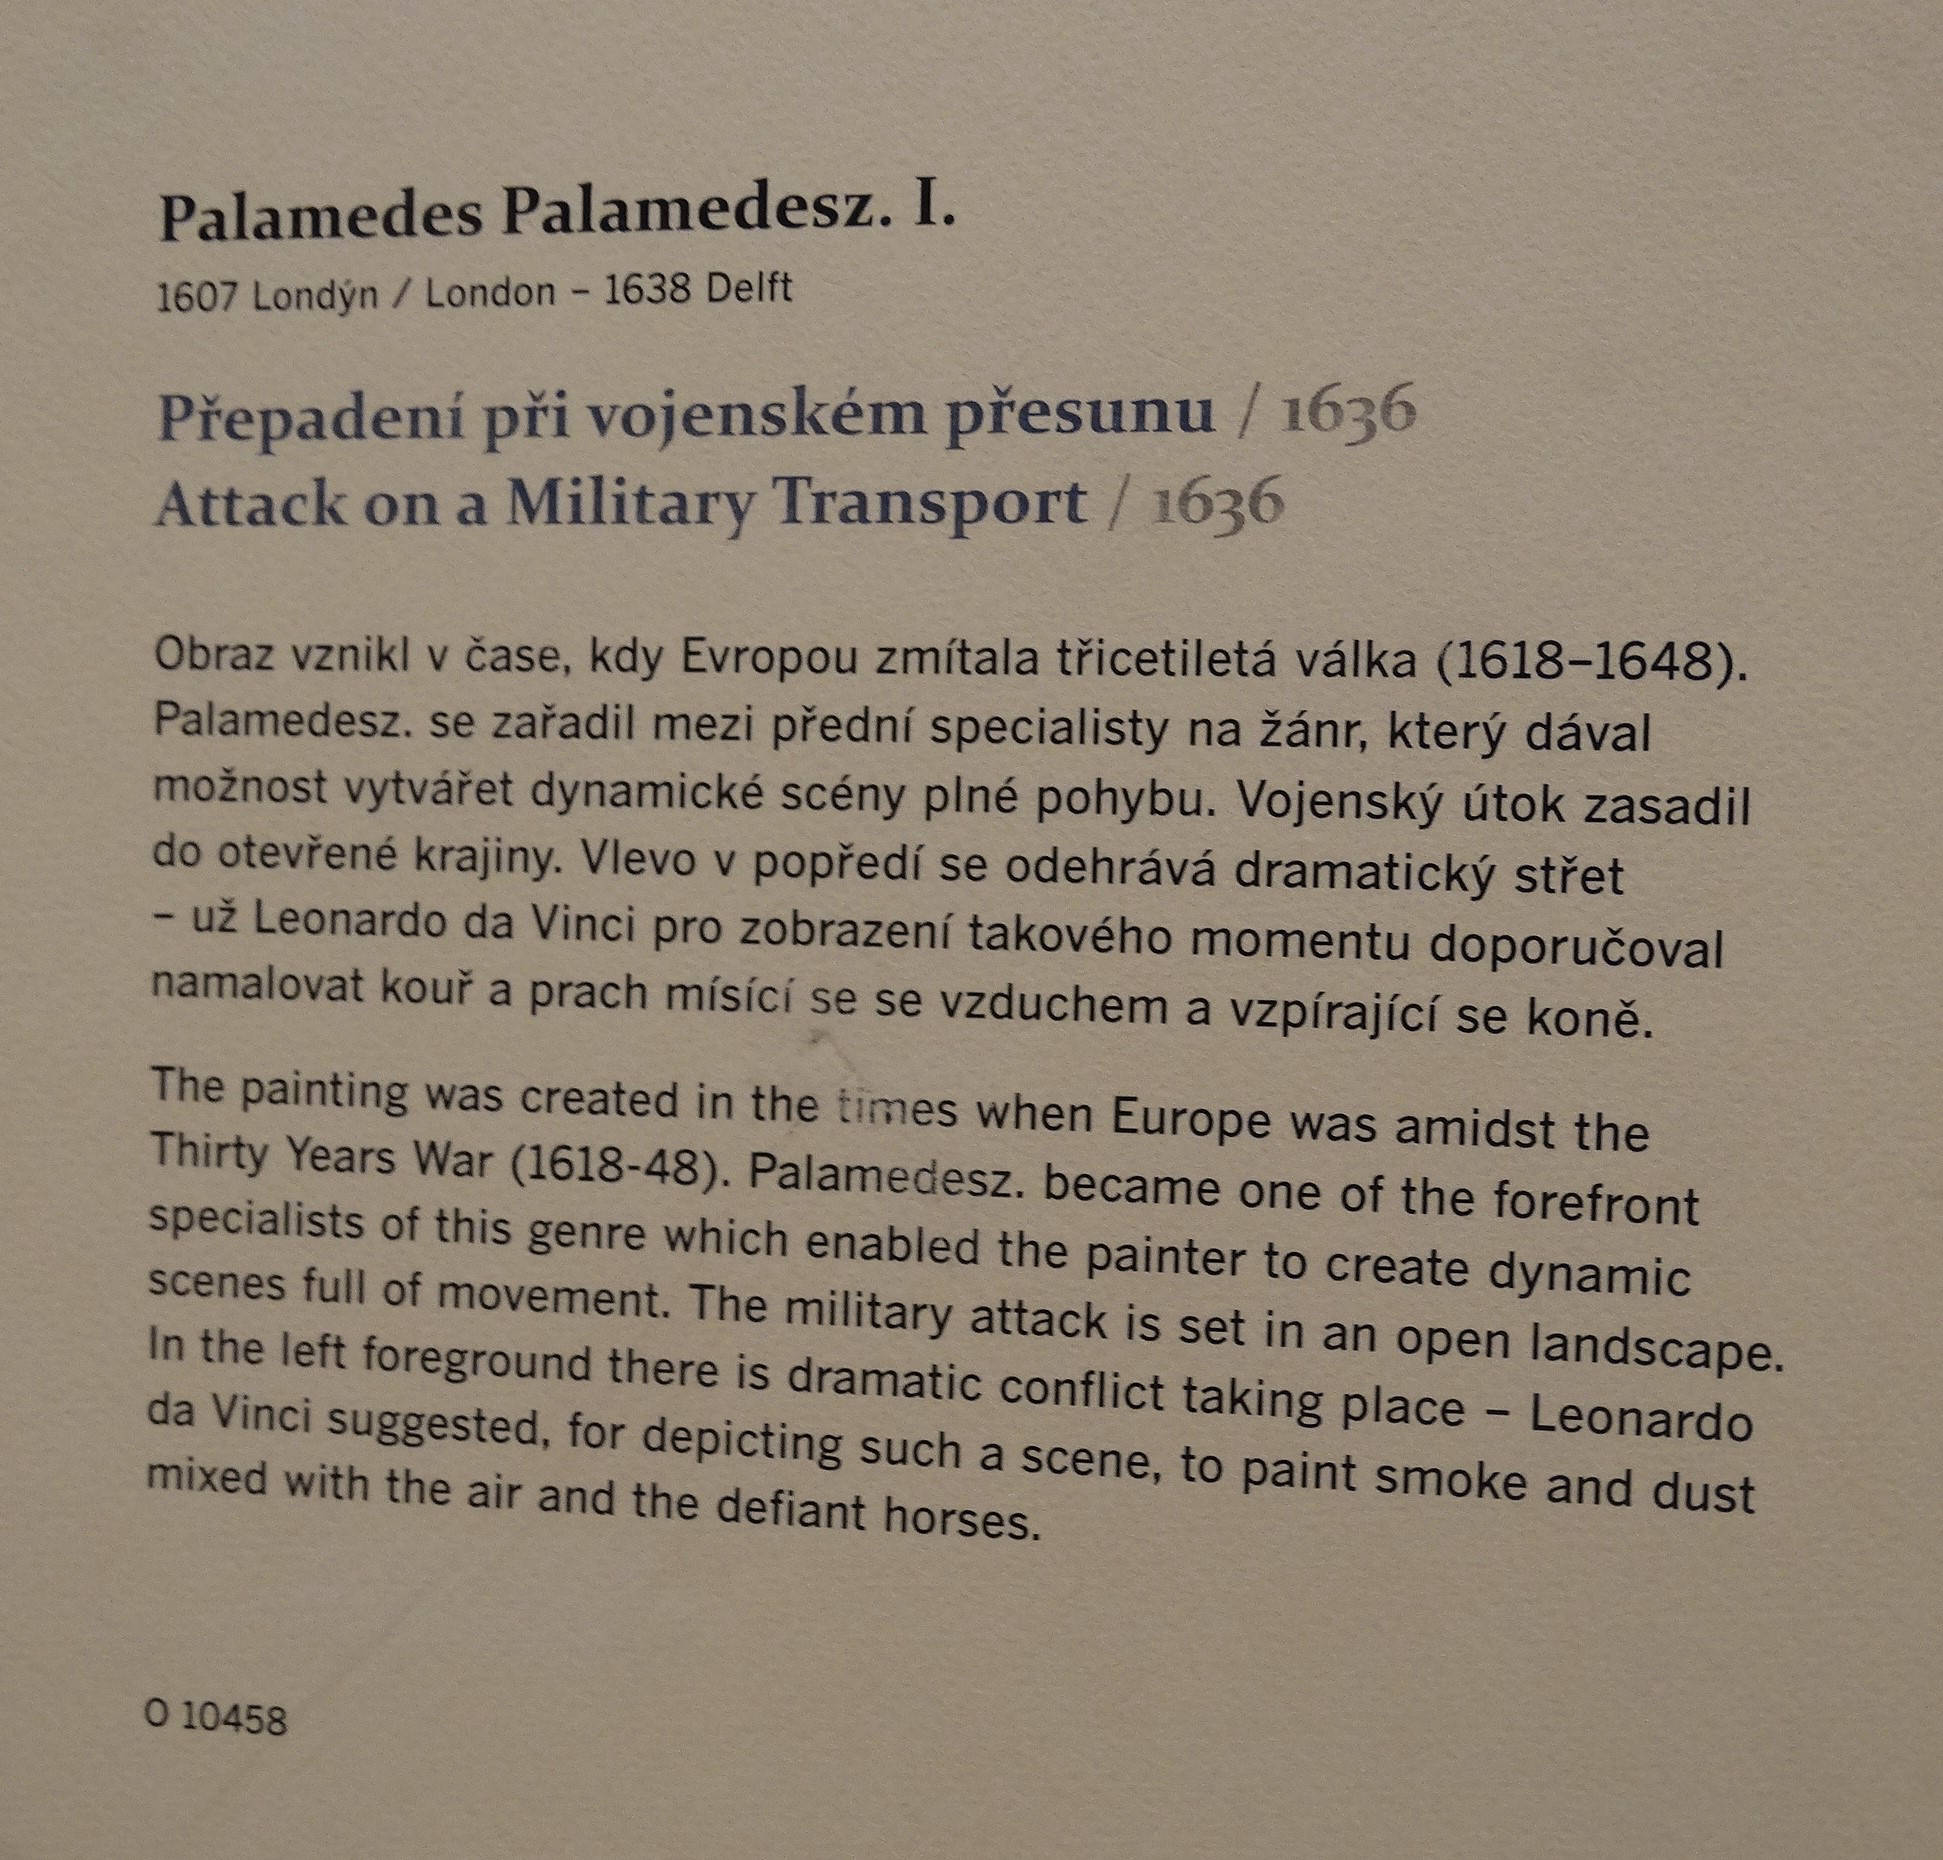 Palamedes Palamedesz. I.
1607 Londýn / London – 1638 Delft
Přepadení při vojenském přesunu / 1636
Attack on a Military Transport / 1636
Obraz vznikl v čase, kdy Evropou zmítala třicetiletá válka (1618–1648).
Palamedesz. se zařadil mezi přední specialisty na žánr, který dával
možnost vytvářet dynamické scény plné pohybu. Vojenský útok zasadil
do otevřené krajiny. Vlevo v popředí se odehrává dramatický střet
– už Leonardo da Vinci pro zobrazení takového momentu doporučoval
namalovat kouř a prach mísící se se vzduchem a vzpírající se koně.
The painting was created in the times when Europe was amidst the
Thirty Years War (1618-48). Palamedesz. became one of the forefront
specialists of this genre which enabled the painter to create dynamic
scenes full of movement. The military attack is set in an open landscape.
In the left foreground there is dramatic conflict taking place – Leonardo
da Vinci suggested, for depicting such a scene, to paint smoke and dust
mixed with the air and the defiant horses.
O 10458